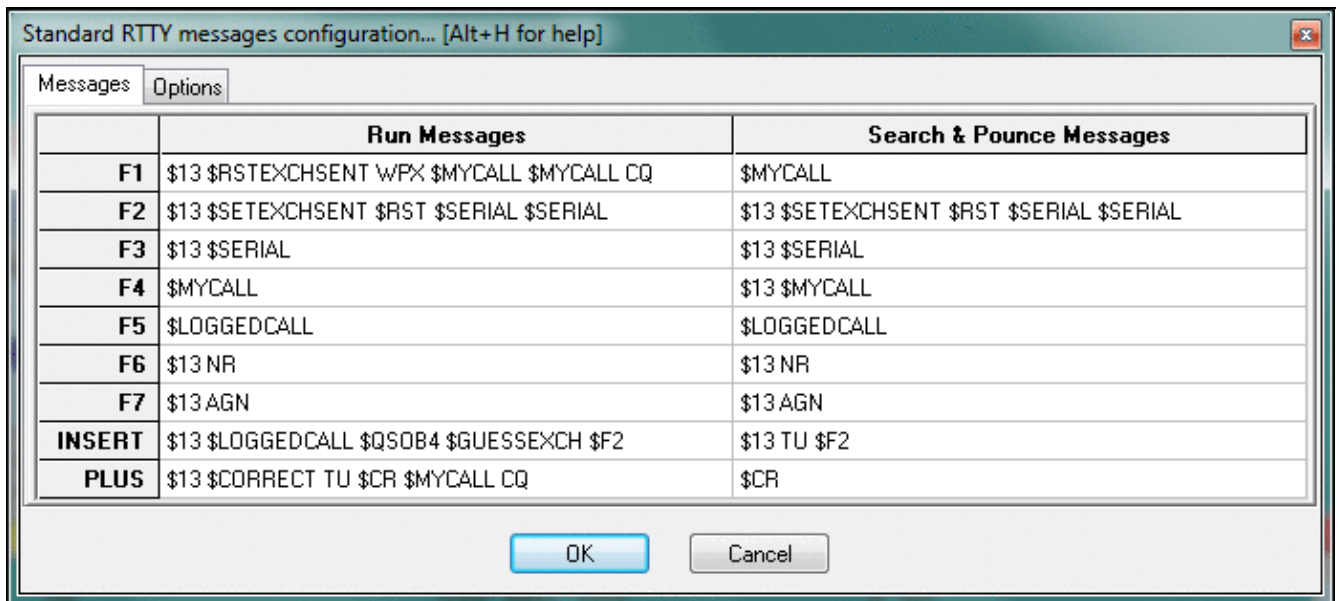 Standard RTTY messages configuration... [Alt+H for help]
Messages Options
Run Messages Search & Pounce Messages
F1 $13 $RSTEXCHSENT WPX $MYCALL $MYCALL CQ $MYCALL
F2 $13 $SETEXCHSENT $RST $SERIAL $SERIAL $13 $SETEXCHSENT $RST $SERIAL $SERIAL
F3 $13 $SERIAL $13 $SERIAL
F4 $MYCALL $13 $MYCALL
F5 $LOGGEDCALL $LOGGEDCALL
F6 $13 NR $13 NR
F7 $13 AGN $13 AGN
INSERT $13 $LOGGEDCALL $QSOB4 $GUESSEXCH $F2 $13 TU $F2
PLUS $13 $CORRECT TU $CR $MYCALL CQ $CR
OK Cancel